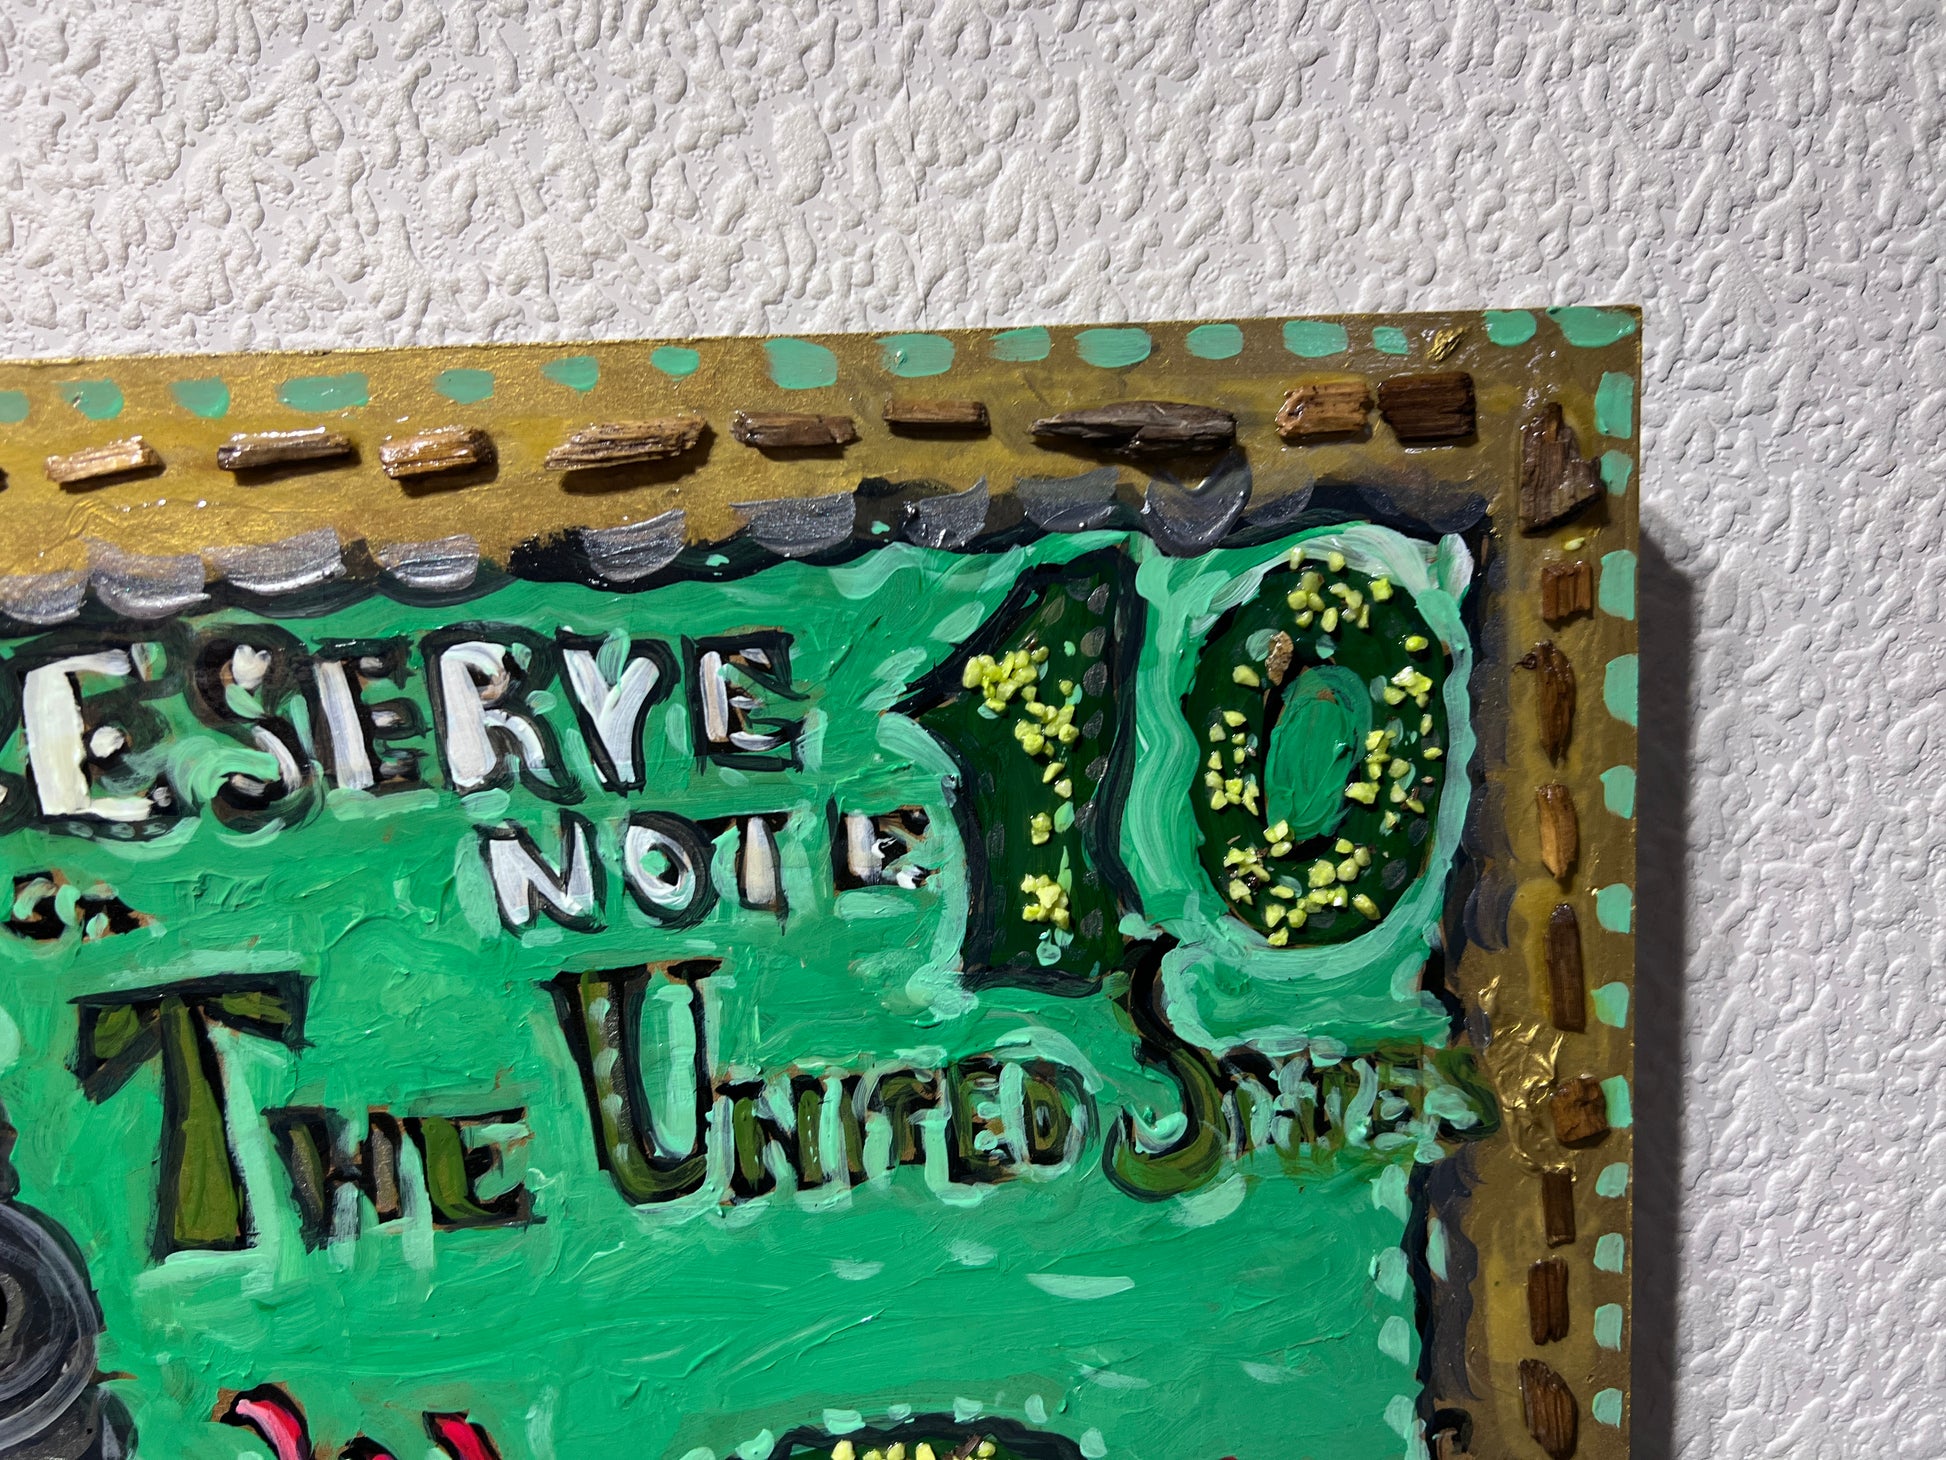 ESERVE
NOTE
10
THE UNITED STATES